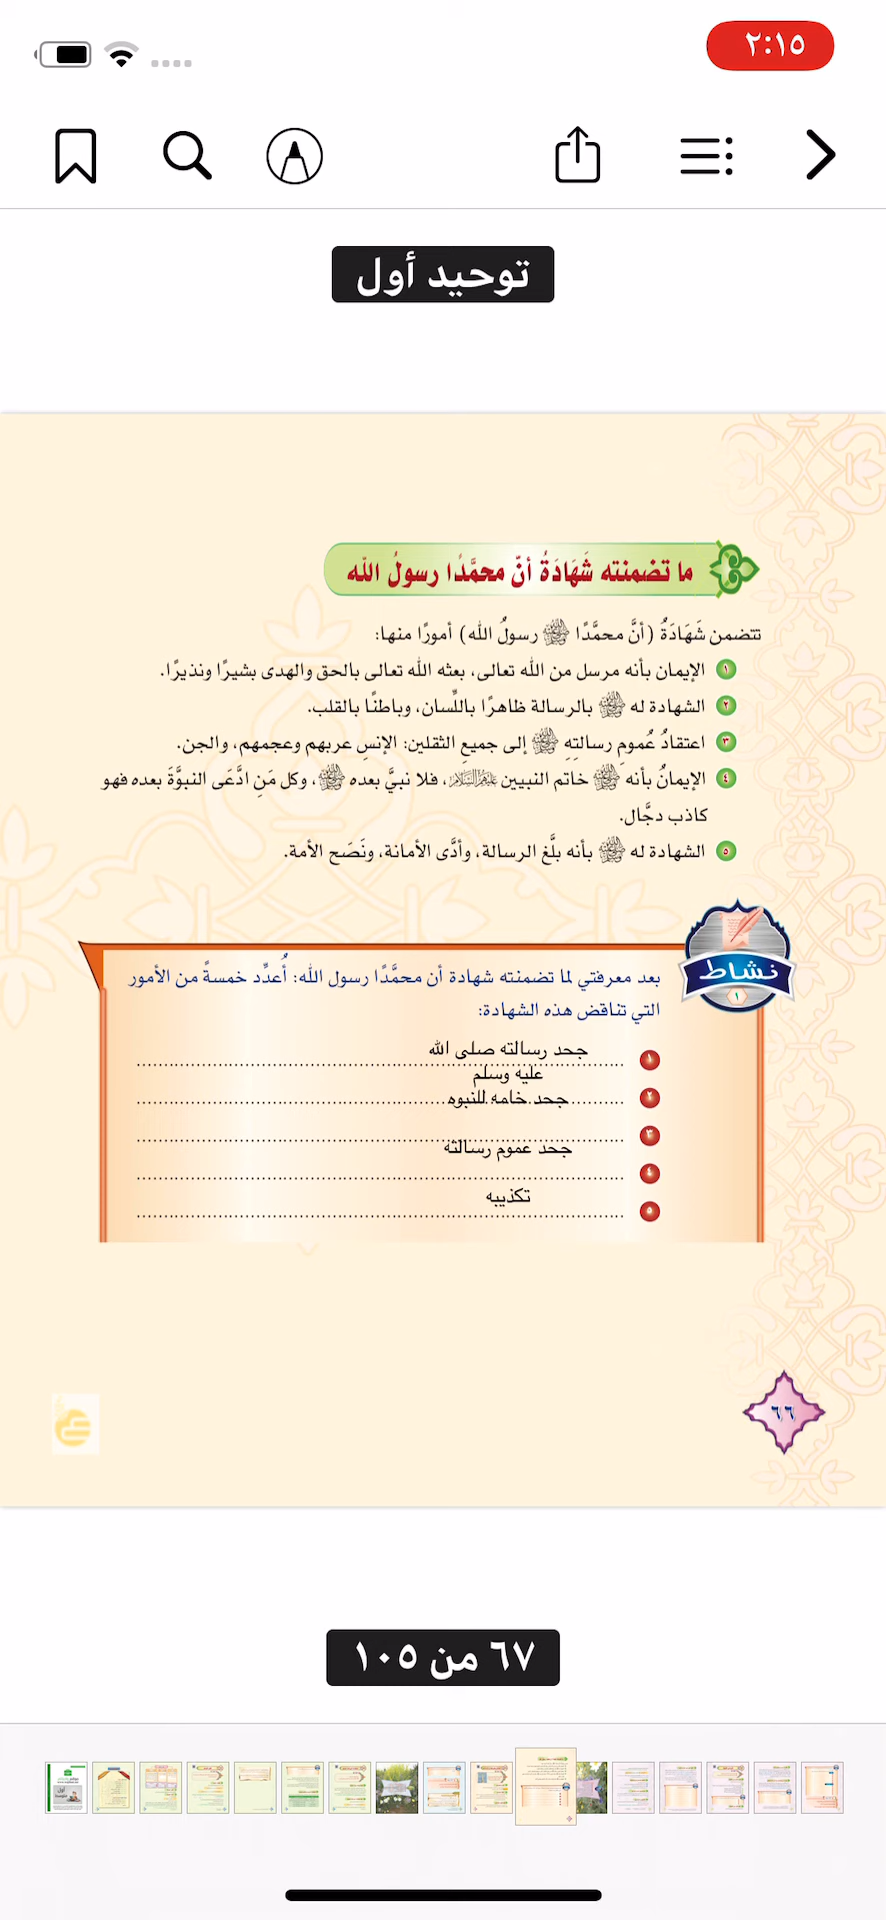 ٢:١٥
توحيد أول
ما تضمنته شَهَادَةُ أنّ محمَّدًا رسولُ اللّه
تتضمن شَهَادَةُ (أنَّ محمَّدًا ﷺ رسولُ الله) أمورًا منها:
١ الإيمان بأنه مرسل من الله تعالى، بعثه الله تعالى بالحق والهدى بشيرًا ونذيرًا.
٢ الشهادة له ﷺ بالرسالة ظاهرًا باللِّسان، وباطنًا بالقلب.
٣ اعتقادُ عُمومِ رسالتِهِ ﷺ إلى جميعِ الثقلين: الإنسِ عربهم وعجمهم، والجن.
٤ الإيمانُ بأنه ﷺ خاتم النبيين عليهم السلام، فلا نبيَّ بعده ﷺ، وكل مَنِ ادَّعَى النبوَّةَ بعده فهو
كاذب دجَّال.
٥ الشهادة له ﷺ بأنه بلَّغ الرسالة، وأدَّى الأمانة، ونَصَح الأمة.
نشاط
١
بعد معرفتي لما تضمنته شهادة أن محمَّدًا رسول الله: أُعدِّد خمسةً من الأمور
التي تناقض هذه الشهادة:
١ جحد رسالته صلى الله
عليه وسلم
٢ جحد خامه للنبوه
٣
جحد عموم رسالته
٤
تكذيبه
٥
٦٦
٦٧ من ١٠٥